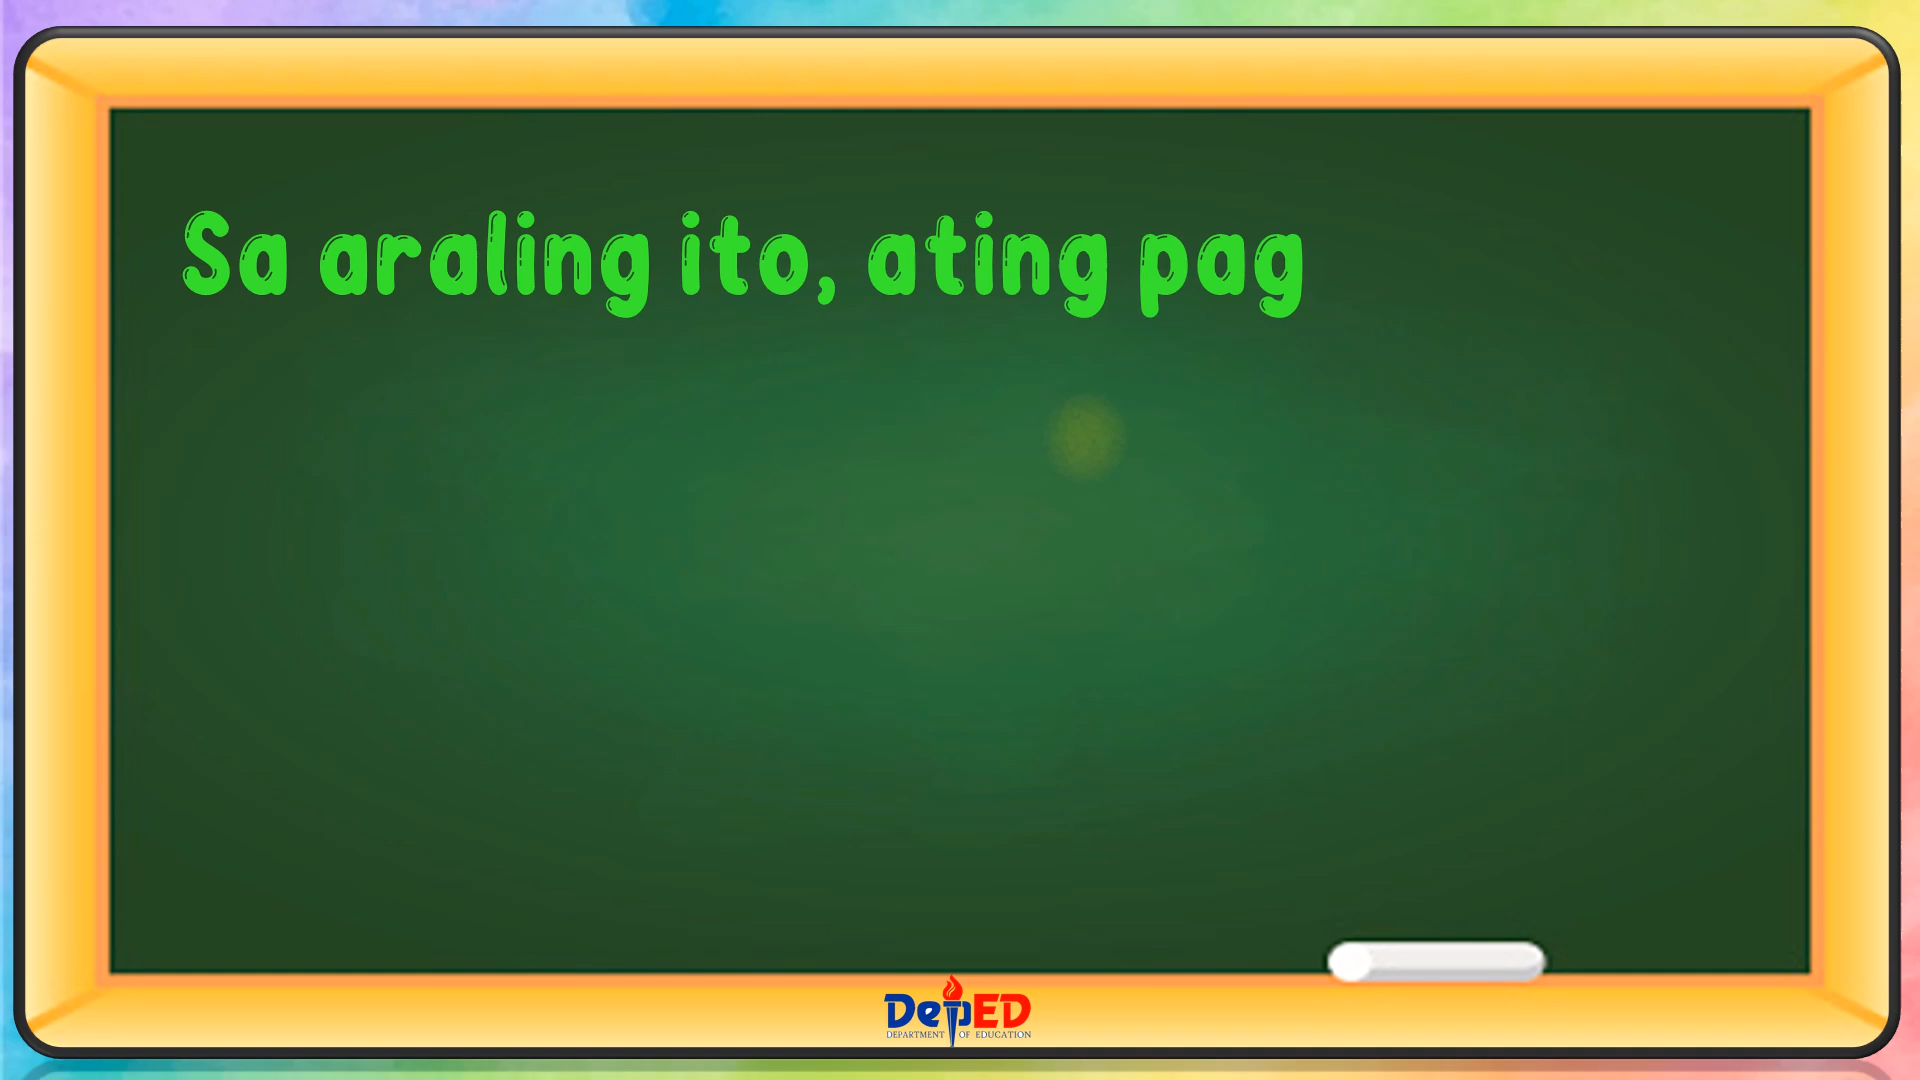 Sa araling ito, ating pag
DepED
DEPARTMENT OF EDUCATION